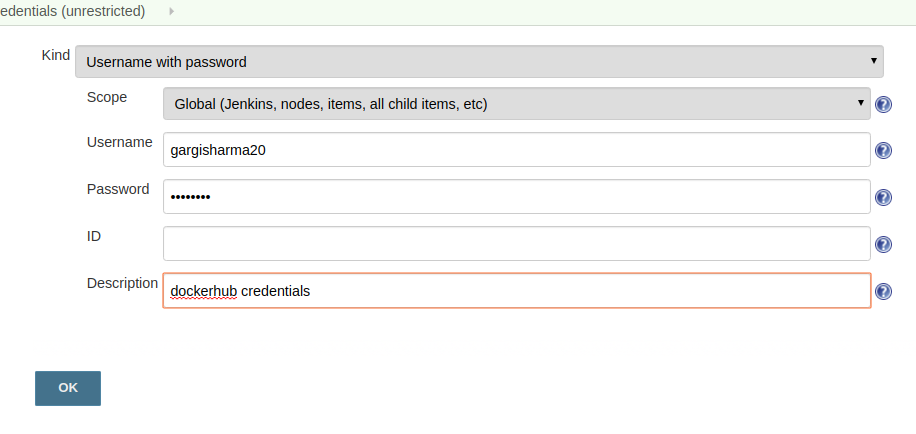 edentials (unrestricted)
Kind Username with password
Scope Global (Jenkins, nodes, items, all child items, etc)
Username gargisharma20
Password ••••••••
ID
Description dockerhub credentials
OK